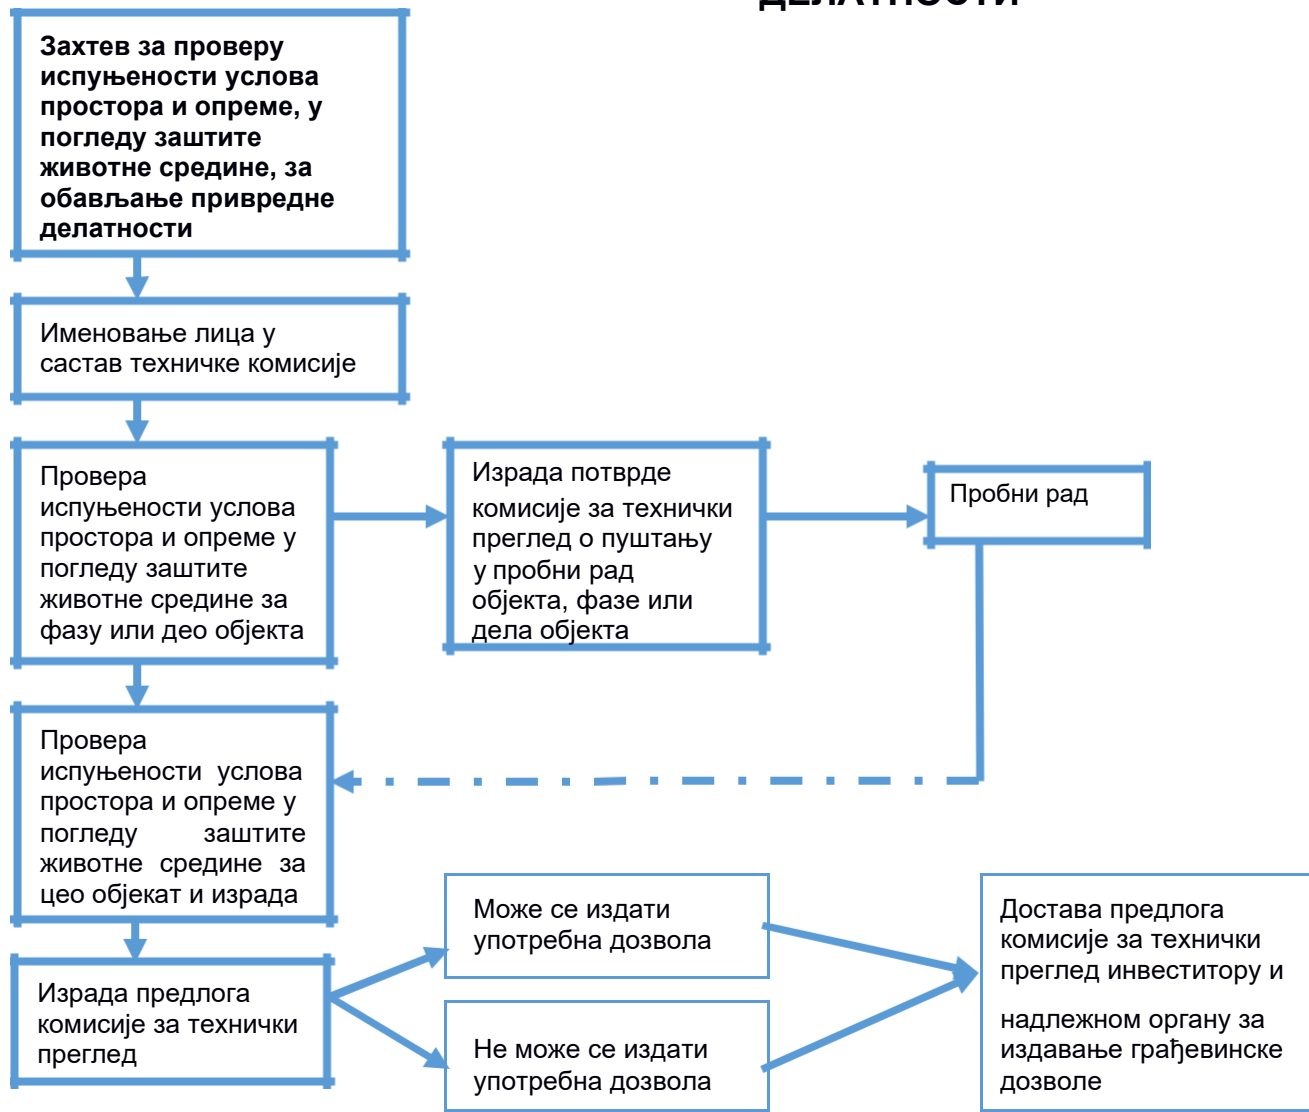 ДЕЛАТНОСТИ
Захтев за проверу
испуњености услова
простора и опреме, у
погледу заштите
животне средине, за
обављање привредне
делатности
Именовање лица у
састав техничке комисије
Провера
испуњености услова
простора и опреме у
погледу заштите
животне средине за
фазу или део објекта
Израда потврде
комисије за технички
преглед о пуштању
у пробни рад
објекта, фазе или
дела објекта
Пробни рад
Провера
испуњености услова
простора и опреме у
погледу заштите
животне средине за
цео објекат и израда
Израда предлога
комисије за технички
преглед
Може се издати
употребна дозвола
Не може се издати
употребна дозвола
Достава предлога
комисије за технички
преглед инвеститору и
надлежном органу за
издавање грађевинске
дозволе